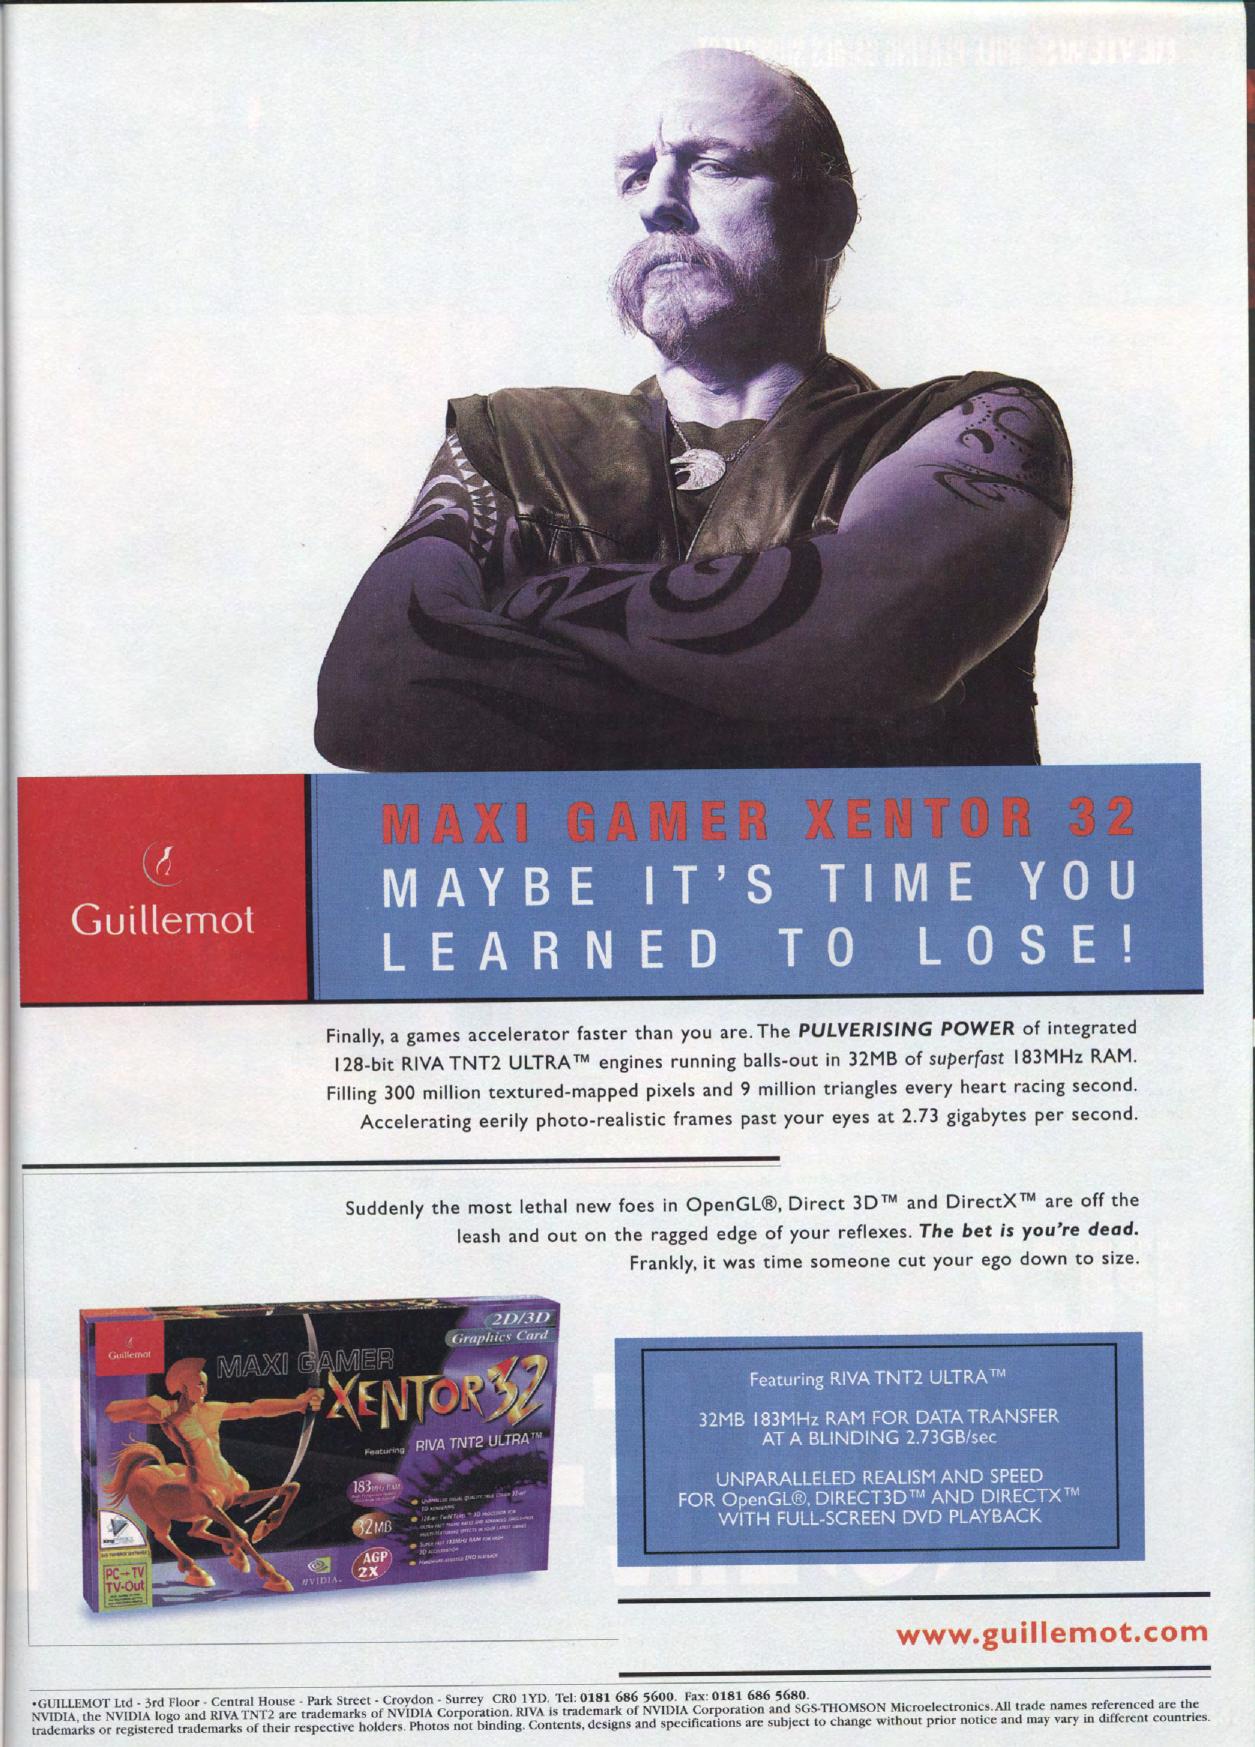 MAXI GAMER XENTOR 32
MAYBE IT'S TIME YOU
LEARNED TO LOSE!
Guillemot
Finally, a games accelerator faster than you are. The PULVERISING POWER of integrated
128-bit RIVA TNT2 ULTRA™ engines running balls-out in 32MB of superfast 183MHz RAM.
Filling 300 million textured-mapped pixels and 9 million triangles every heart racing second.
Accelerating eerily photo-realistic frames past your eyes at 2.73 gigabytes per second.
Suddenly the most lethal new foes in OpenGL®, Direct 3D™ and DirectX™ are off the
leash and out on the ragged edge of your reflexes. The bet is you're dead.
Frankly, it was time someone cut your ego down to size.
Guillemot
2D/3D
Graphics Card
MAXI GAMER
XENTOR 32
Featuring RIVA TNT2 ULTRA™
183MHz RAM
32MB
AGP
2X
NVIDIA
PC→TV
TV-Out
Featuring RIVA TNT2 ULTRA™
32MB 183MHz RAM FOR DATA TRANSFER
AT A BLINDING 2.73GB/sec
UNPARALLELED REALISM AND SPEED
FOR OpenGL®, DIRECT3D™ AND DIRECTX™
WITH FULL-SCREEN DVD PLAYBACK
www.guillemot.com
•GUILLEMOT Ltd - 3rd Floor - Central House - Park Street - Croydon - Surrey CR0 1YD. Tel: 0181 686 5600. Fax: 0181 686 5680.
NVIDIA, the NVIDIA logo and RIVA TNT2 are trademarks of NVIDIA Corporation. RIVA is trademark of NVIDIA Corporation and SGS-THOMSON Microelectronics. All trade names referenced are the
trademarks or registered trademarks of their respective holders. Photos not binding. Contents, designs and specifications are subject to change without prior notice and may vary in different countries.